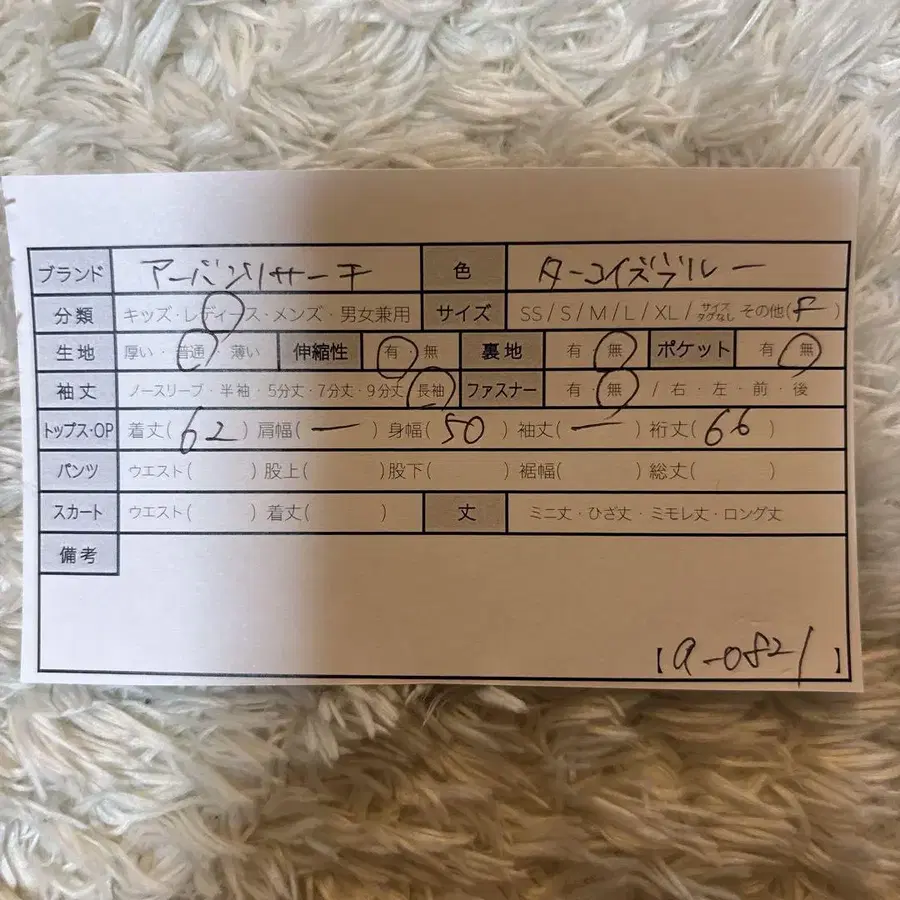 ブランド アーバンリサーチ 色 ターコイズブルー
分類 キッズ・レディース・メンズ・男女兼用 サイズ SS / S / M / L / XL / サイズタグなし その他(F)
生地 厚い・普通・薄い 伸縮性 有・無 裏地 有・無 ポケット 有・無
袖丈 ノースリーブ・半袖・5分丈・7分丈・9分丈・長袖 ファスナー 有・無 / 右・左・前・後
トップス・OP 着丈(62) 肩幅(ー) 身幅(50) 袖丈(ー) 裄丈(66)
パンツ ウエスト( ) 股上( ) 股下( ) 裾幅( ) 総丈( )
スカート ウエスト( ) 着丈( ) 丈 ミニ丈・ひざ丈・ミモレ丈・ロング丈
備考
【a-0821】